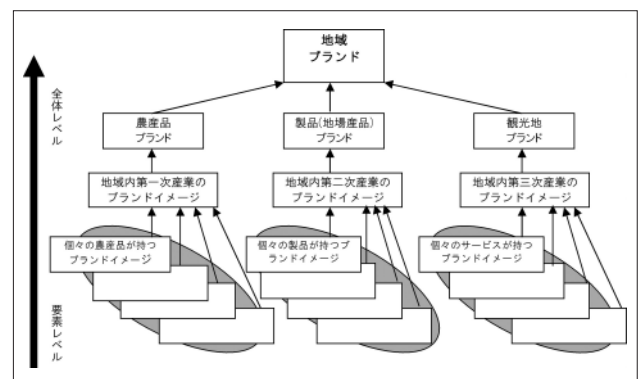 地域
ブランド
全体レベル
農産品
ブランド
製品(地場産品)
ブランド
観光地
ブランド
地域内第一次産業の
ブランドイメージ
地域内第二次産業の
ブランドイメージ
地域内第三次産業の
ブランドイメージ
個々の農産品が持つ
ブランドイメージ
個々の製品が持つブ
ランドイメージ
個々のサービスが持つ
ブランドイメージ
要素レベル